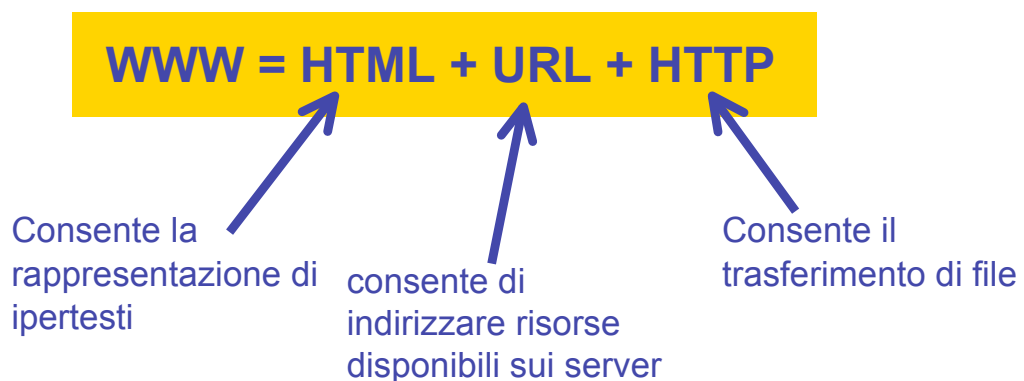 WWW = HTML + URL + HTTP
Consente la
rappresentazione di
ipertesti
consente di
indirizzare risorse
disponibili sui server
Consente il
trasferimento di file